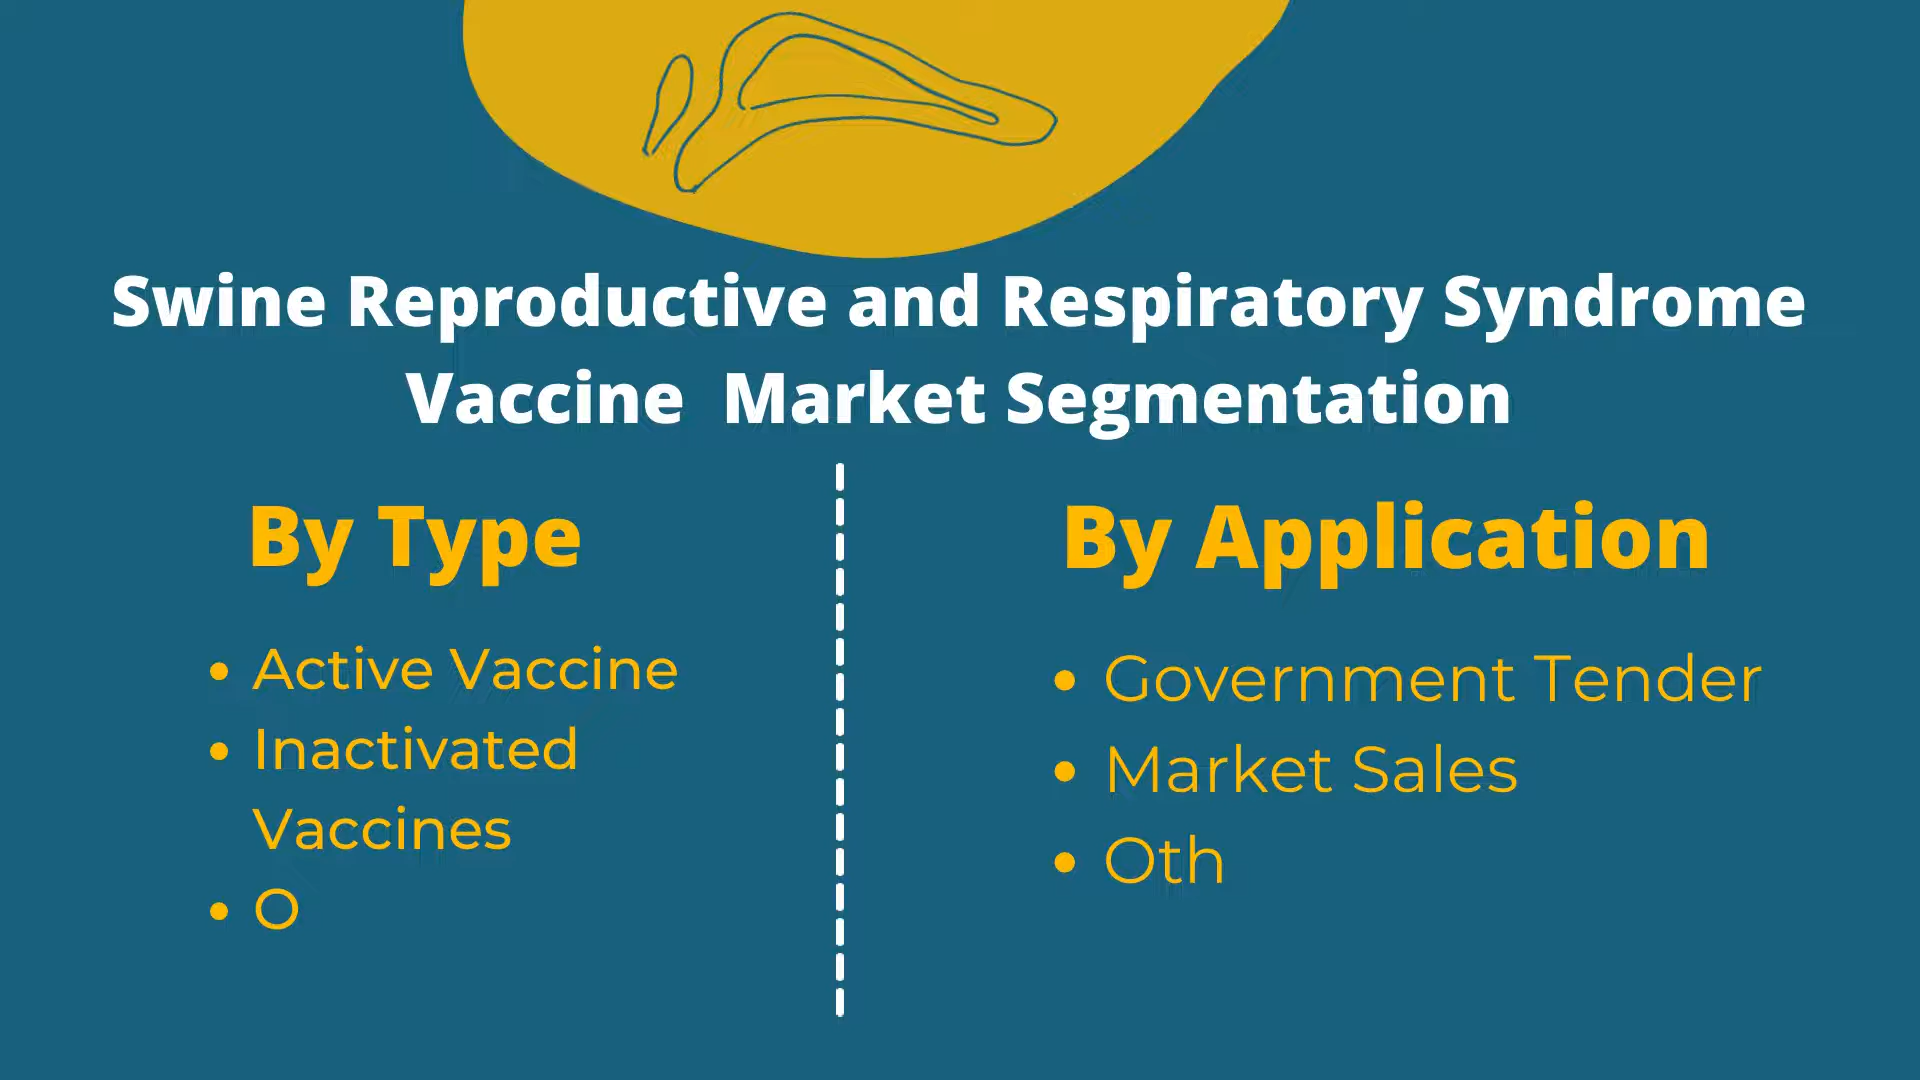 Swine Reproductive and Respiratory Syndrome
Vaccine Market Segmentation
By Type
• Active Vaccine
• Inactivated
Vaccines
• O
By Application
• Government Tender
• Market Sales
• Oth